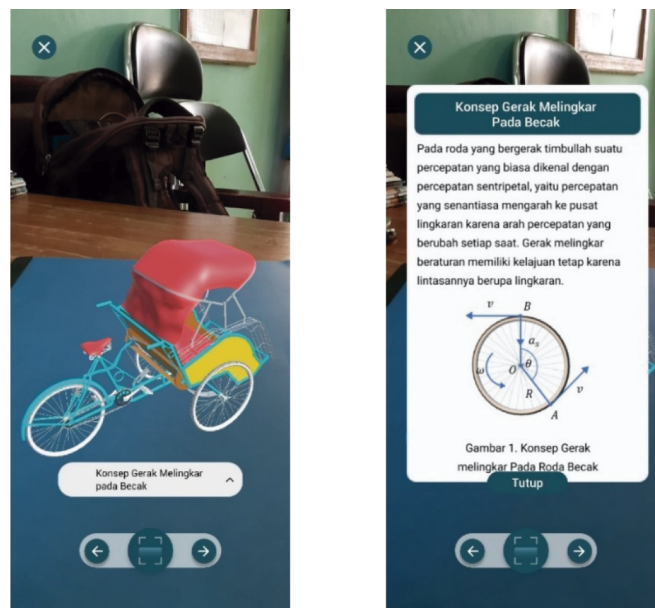 Konsep Gerak Melingkar
pada Becak
Konsep Gerak Melingkar
Pada Becak
Pada roda yang bergerak timbullah suatu
percepatan yang biasa dikenal dengan
percepatan sentripetal, yaitu percepatan
yang senantiasa mengarah ke pusat
lingkaran karena arah percepatan yang
berubah setiap saat. Gerak melingkar
beraturan memiliki kelajuan tetap karena
lintasannya berupa lingkaran.
v B
a_s
ω O θ v
R
A
Gambar 1. Konsep Gerak
melingkar Pada Roda Becak
Tutup